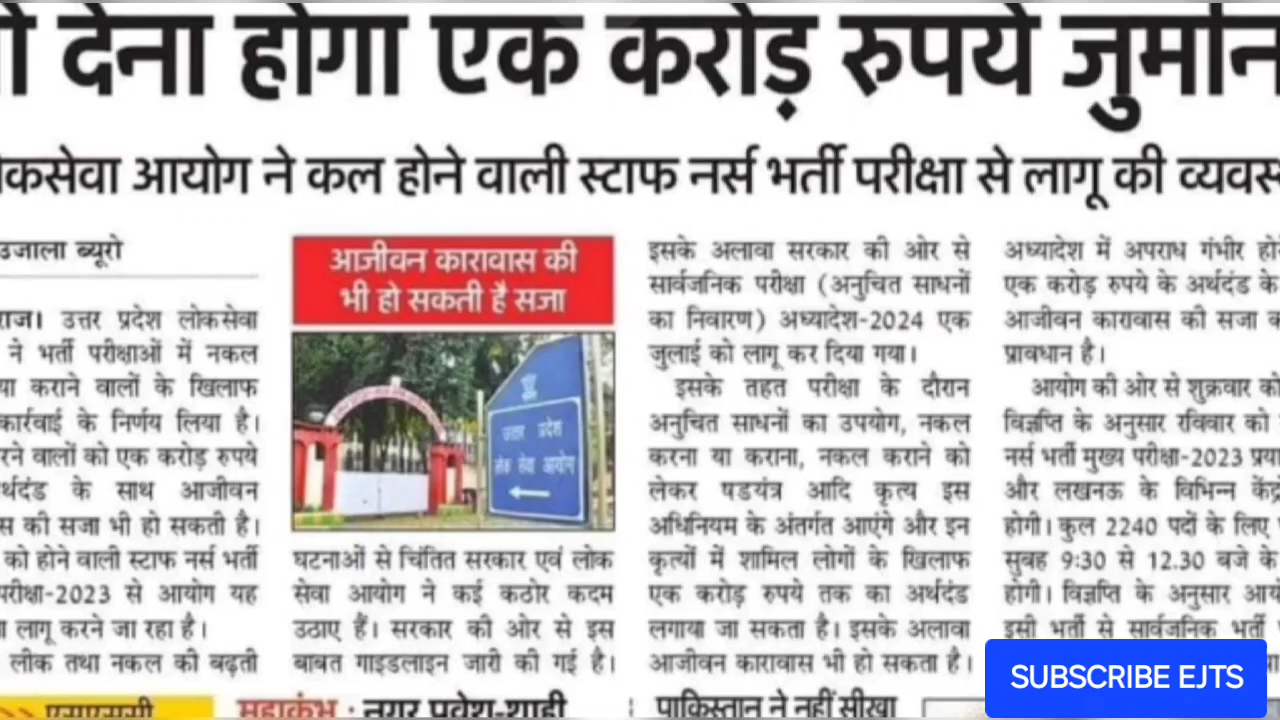 देना होगा एक करोड़ रुपये
आयोग ने कल होने वाली स्टाफ नर्स भर्ती परीक्षा से लागू की
उजाला ब्यूरो
उत्तर प्रदेश लोकसेवा
ने भर्ती परीक्षाओं में नकल
या कराने वालों के खिलाफ
कार्रवाई के निर्णय लिया है।
वालों को एक करोड़ रुपये
के साथ आजीवन
की सजा भी हो सकती है।
को होने वाली स्टाफ नर्स भर्ती
परीक्षा-2023 से आयोग यह
लागू करने जा रहा है।
लीक तथा नकल की बढ़ती
आजीवन कारावास की
भी हो सकती है सजा
उत्तर प्रदेश
लोक सेवा आयोग
घटनाओं से चिंतित सरकार एवं लोक
सेवा आयोग ने कई कठोर कदम
उठाए हैं। सरकार की ओर से इस
बाबत गाइडलाइन जारी की गई है।
इसके अलावा सरकार की ओर से
सार्वजनिक परीक्षा (अनुचित साधनों
का निवारण) अध्यादेश-2024 एक
जुलाई को लागू कर दिया गया।
इसके तहत परीक्षा के दौरान
अनुचित साधनों का उपयोग, नकल
करना या कराना, नकल कराने को
लेकर षडयंत्र आदि कृत्य इस
अधिनियम के अंतर्गत आएंगे और इन
कृत्यों में शामिल लोगों के खिलाफ
एक करोड़ रुपये तक का अर्थदंड
लगाया जा सकता है। इसके अलावा
आजीवन कारावास भी हो सकता है।
अध्यादेश में अपराध गंभीर
एक करोड़ रुपये के अर्थदंड के
आजीवन कारावास की सजा
प्रावधान है।
आयोग की ओर से शुक्रवार को
विज्ञप्ति के अनुसार रविवार को
नर्स भर्ती मुख्य परीक्षा-2023
और लखनऊ के विभिन्न
होगी। कुल 2240 पदों के लिए
सुबह 9:30 से 12.30 बजे के
होगी। विज्ञप्ति के अनुसार
इसी भर्ती से सार्वजनिक भर्ती
SUBSCRIBE EJTS
>> एसएससी
महाकुंभ : नगर प्रवेश-शाही
पाकिस्तान ने नहीं सीखा